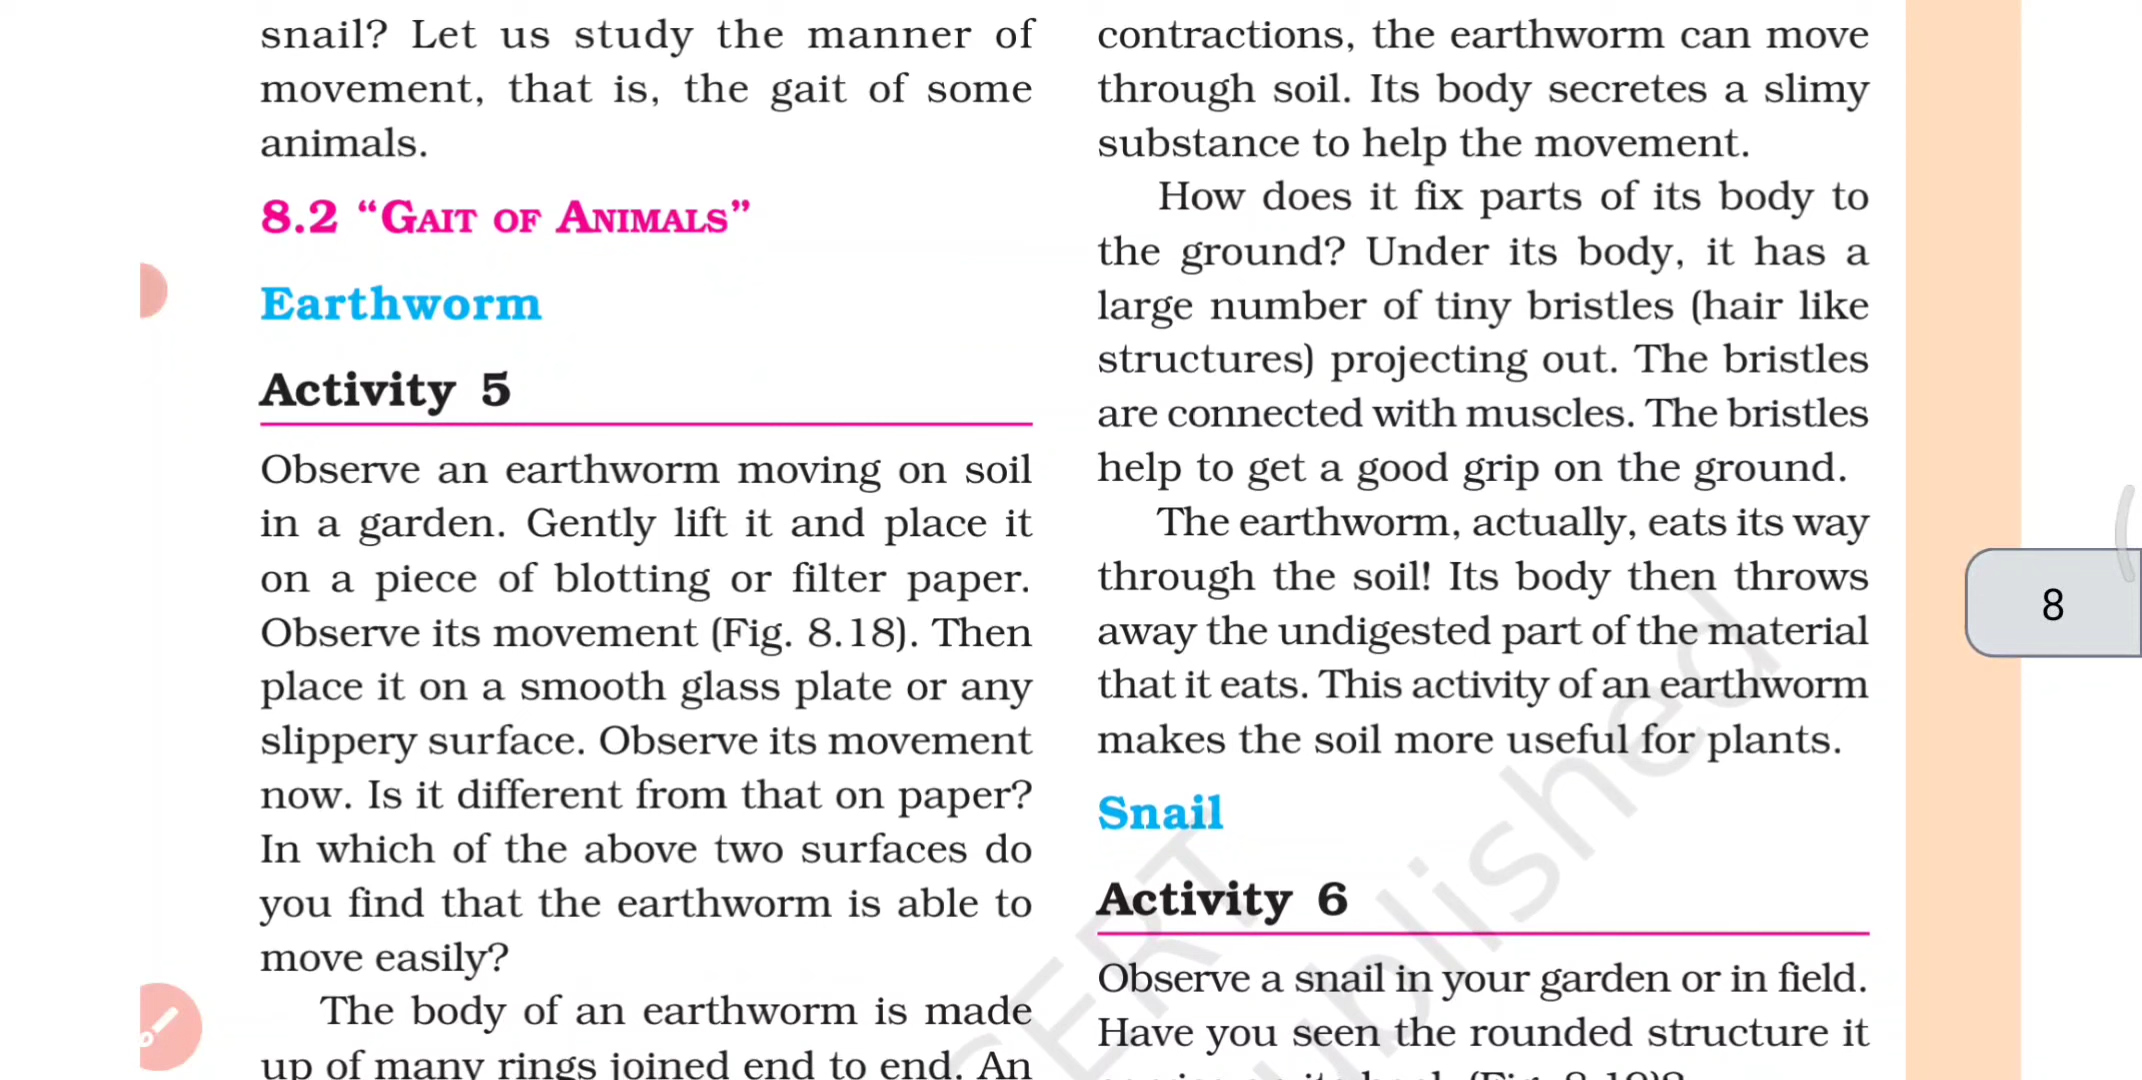 snail? Let us study the manner of
movement, that is, the gait of some
animals.
8.2 “GAIT OF ANIMALS”
Earthworm
Activity 5
Observe an earthworm moving on soil
in a garden. Gently lift it and place it
on a piece of blotting or filter paper.
Observe its movement (Fig. 8.18). Then
place it on a smooth glass plate or any
slippery surface. Observe its movement
now. Is it different from that on paper?
In which of the above two surfaces do
you find that the earthworm is able to
move easily?
The body of an earthworm is made
up of many rings joined end to end. An
contractions, the earthworm can move
through soil. Its body secretes a slimy
substance to help the movement.
How does it fix parts of its body to
the ground? Under its body, it has a
large number of tiny bristles (hair like
structures) projecting out. The bristles
are connected with muscles. The bristles
help to get a good grip on the ground.
The earthworm, actually, eats its way
through the soil! Its body then throws
away the undigested part of the material
that it eats. This activity of an earthworm
makes the soil more useful for plants.
Snail
Activity 6
Observe a snail in your garden or in field.
Have you seen the rounded structure it
8